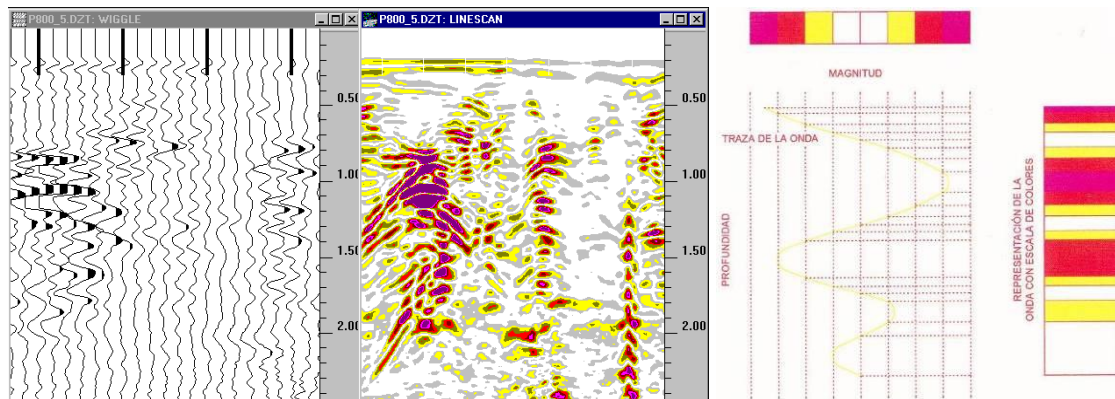 P800_5.DZT: WIGGLE
0.50
1.00
1.50
2.00
P800_5.DZT: LINESCAN
0.50
1.00
1.50
2.00
MAGNITUD
TRAZA DE LA ONDA
PROFUNDIDAD
REPRESENTACIÓN DE LA
ONDA CON ESCALA DE COLORES